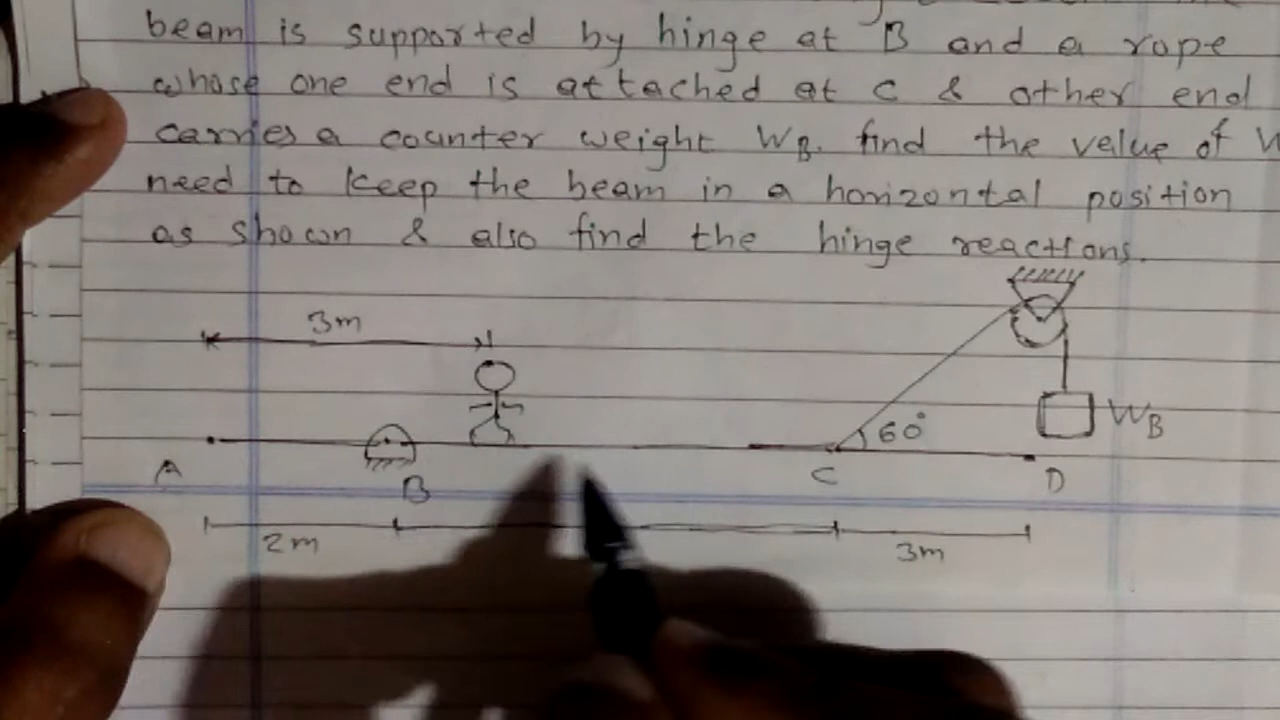 beam is supported by hinge at B and a rope
whose one end is attached at C & other end
carries a counter weight WB. find the value of
need to keep the beam in a horizontal position
as shown & also find the hinge reactions.
3m
60°
WB
A
B
C
D
2m
3m